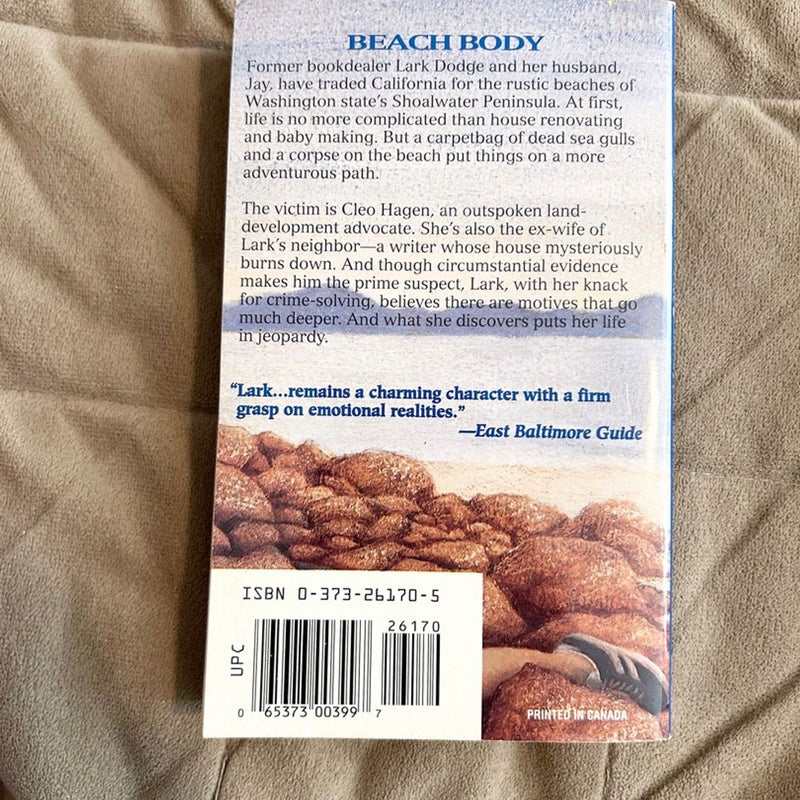 BEACH BODY
Former bookdealer Lark Dodge and her husband,
Jay, have traded California for the rustic beaches of
Washington state's Shoalwater Peninsula. At first,
life is no more complicated than house renovating
and baby making. But a carpetbag of dead sea gulls
and a corpse on the beach put things on a more
adventurous path.
The victim is Cleo Hagen, an outspoken land-
development advocate. She's also the ex-wife of
Lark's neighbor—a writer whose house mysteriously
burns down. And though circumstantial evidence
makes him the prime suspect, Lark, with her knack
for crime-solving, believes there are motives that go
much deeper. And what she discovers puts her life
in jeopardy.
"Lark...remains a charming character with a firm
grasp on emotional realities."
—East Baltimore Guide
ISBN 0-373-26170-5
26170
UPC
0 65373 00399 7
PRINTED IN CANADA